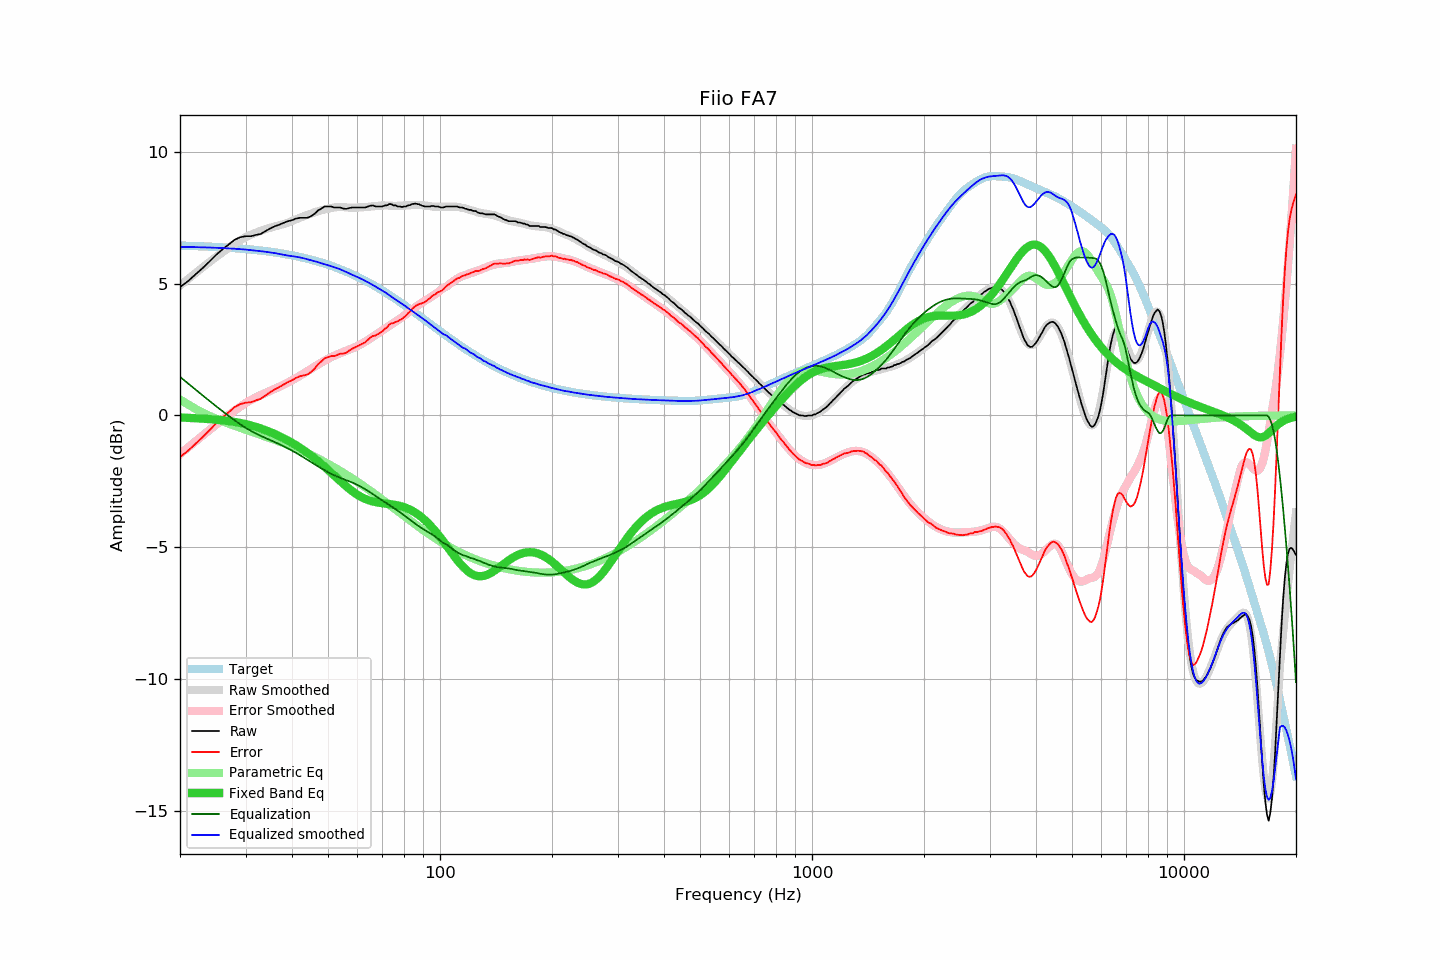 Fiio FA7
Amplitude (dBr)
10
5
0
−5
−10
−15
Target
Raw Smoothed
Error Smoothed
Raw
Error
Parametric Eq
Fixed Band Eq
Equalization
Equalized smoothed
100
1000
10000
Frequency (Hz)